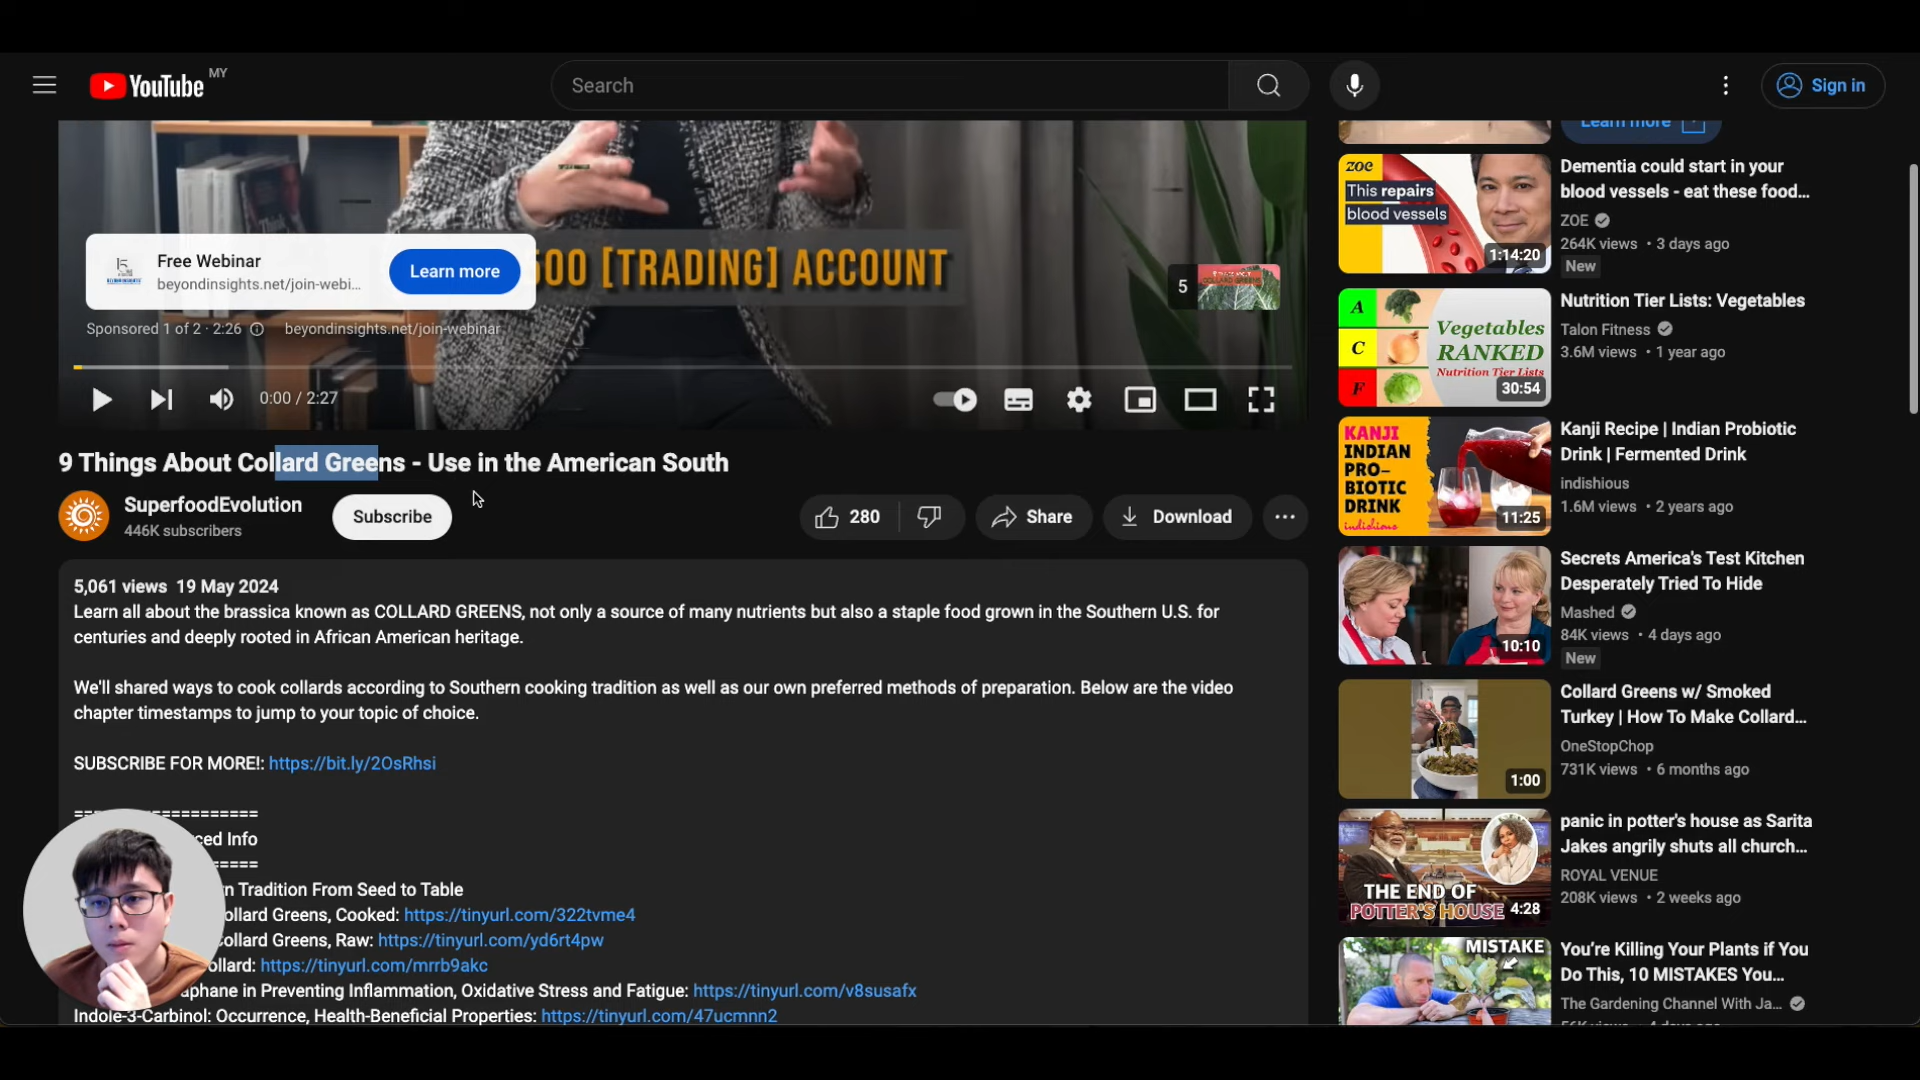 YouTube MY
Search
Sign in
500 [TRADING] ACCOUNT
Free Webinar
beyondinsights.net/join-webi...
Learn more
5
Sponsored 1 of 2 · 2:26
beyondinsights.net/join-webinar
0:00 / 2:27
9 Things About Collard Greens - Use in the American South
SuperfoodEvolution
446K subscribers
Subscribe
280
Share
Download
5,061 views 19 May 2024
Learn all about the brassica known as COLLARD GREENS, not only a source of many nutrients but also a staple food grown in the Southern U.S. for
centuries and deeply rooted in African American heritage.
We'll shared ways to cook collards according to Southern cooking tradition as well as our own preferred methods of preparation. Below are the video
chapter timestamps to jump to your topic of choice.
SUBSCRIBE FOR MORE!: https://bit.ly/2OsRhsi
ced Info
n Tradition From Seed to Table
ollard Greens, Cooked: https://tinyurl.com/322tvme4
ollard Greens, Raw: https://tinyurl.com/yd6rt4pw
ollard: https://tinyurl.com/mrrb9akc
aphane in Preventing Inflammation, Oxidative Stress and Fatigue: https://tinyurl.com/v8susafx
Indole-3-Carbinol: Occurrence, Health-Beneficial Properties: https://tinyurl.com/47ucmnn2
Learn more
zoe
This repairs
blood vessels
1:14:20
Dementia could start in your
blood vessels - eat these food...
ZOE
264K views • 3 days ago
New
A
C
F
Vegetables
RANKED
Nutrition Tier Lists
30:54
Nutrition Tier Lists: Vegetables
Talon Fitness
3.6M views • 1 year ago
KANJI
INDIAN
PRO-
BIOTIC
DRINK
indishious
11:25
Kanji Recipe | Indian Probiotic
Drink | Fermented Drink
indishious
1.6M views • 2 years ago
10:10
Secrets America's Test Kitchen
Desperately Tried To Hide
Mashed
84K views • 4 days ago
New
1:00
Collard Greens w/ Smoked
Turkey | How To Make Collard...
OneStopChop
731K views • 6 months ago
THE END OF
POTTER'S HOUSE
4:28
panic in potter's house as Sarita
Jakes angrily shuts all church...
ROYAL VENUE
208K views • 2 weeks ago
MISTAKE
You're Killing Your Plants if You
Do This, 10 MISTAKES You...
The Gardening Channel With Ja...